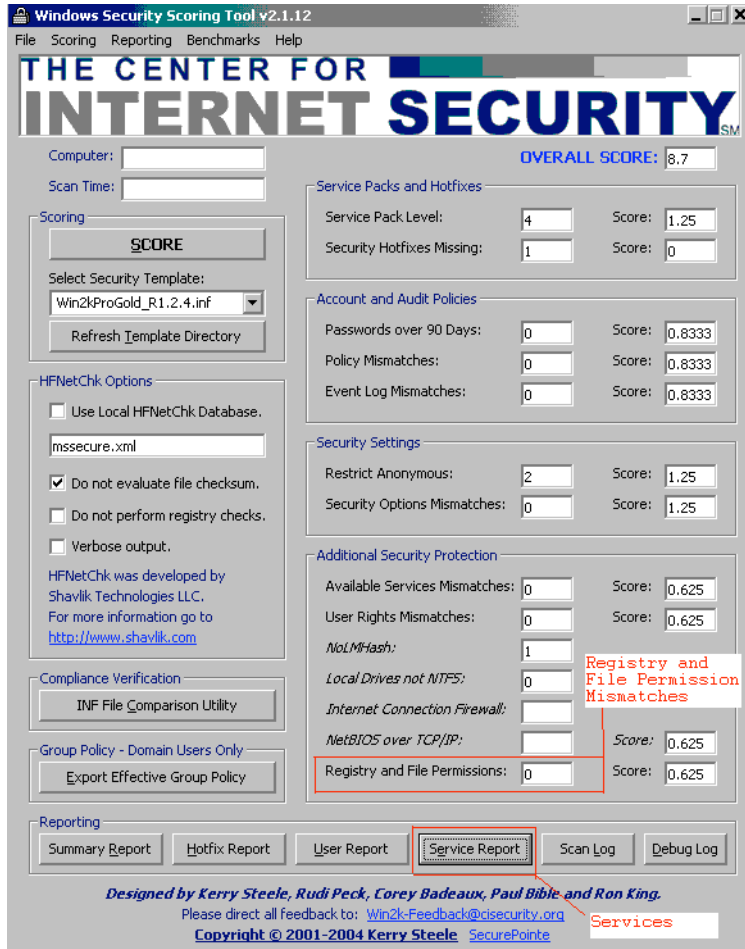 Windows Security Scoring Tool v2.1.12
File Scoring Reporting Benchmarks Help
THE CENTER FOR
INTERNET SECURITY SM
Computer:
OVERALL SCORE: 8.7
Scan Time:
Scoring
SCORE
Select Security Template:
Win2kProGold_R1.2.4.inf
Refresh Template Directory
HFNetChk Options
Use Local HFNetChk Database.
mssecure.xml
Do not evaluate file checksum.
Do not perform registry checks.
Verbose output.
HFNetChk was developed by
Shavlik Technologies LLC.
For more information go to
http://www.shavlik.com
Compliance Verification
INF File Comparison Utility
Group Policy - Domain Users Only
Export Effective Group Policy
Service Packs and Hotfixes
Service Pack Level: 4 Score: 1.25
Security Hotfixes Missing: 1 Score: 0
Account and Audit Policies
Passwords over 90 Days: 0 Score: 0.8333
Policy Mismatches: 0 Score: 0.8333
Event Log Mismatches: 0 Score: 0.8333
Security Settings
Restrict Anonymous: 2 Score: 1.25
Security Options Mismatches: 0 Score: 1.25
Additional Security Protection
Available Services Mismatches: 0 Score: 0.625
User Rights Mismatches: 0 Score: 0.625
NoLMHash: 1
Local Drives not NTFS: 0
Internet Connection Firewall:
NetBIOS over TCP/IP: Score: 0.625
Registry and File Permissions: 0 Score: 0.625
Registry and
File Permission
Mismatches
Reporting
Summary Report Hotfix Report User Report Service Report Scan Log Debug Log
Designed by Kerry Steele, Rudi Peck, Corey Badeaux, Paul Bible and Ron King.
Please direct all feedback to: Win2k-Feedback@cisecurity.org
Services
Copyright © 2001-2004 Kerry Steele SecurePointe